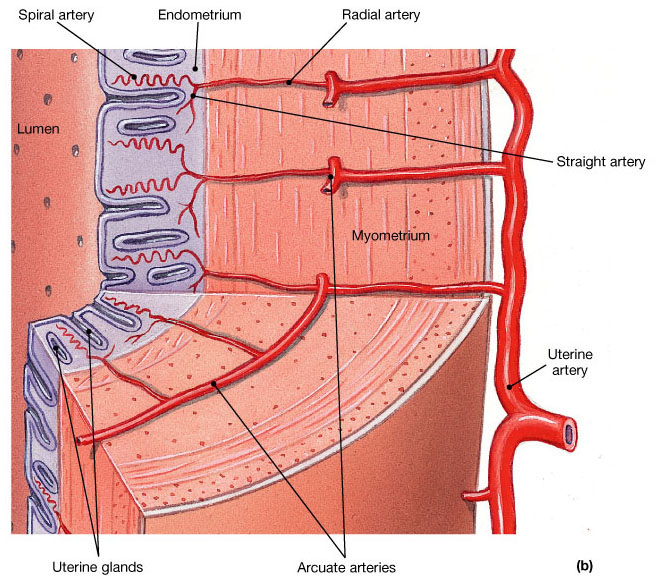 Spiral artery
Endometrium
Radial artery
Lumen
Straight artery
Myometrium
Uterine
artery
Uterine glands
Arcuate arteries
(b)